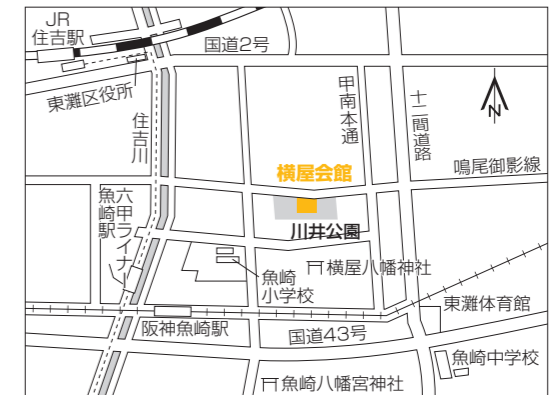 JR
住吉駅
国道2号
東灘区役所
住吉川
甲南本通
十二間道路
N
鳴尾御影線
横屋会館
川井公園
六甲ライナー
魚崎駅
魚崎
小学校
横屋八幡神社
東灘体育館
阪神魚崎駅
国道43号
魚崎中学校
魚崎八幡宮神社